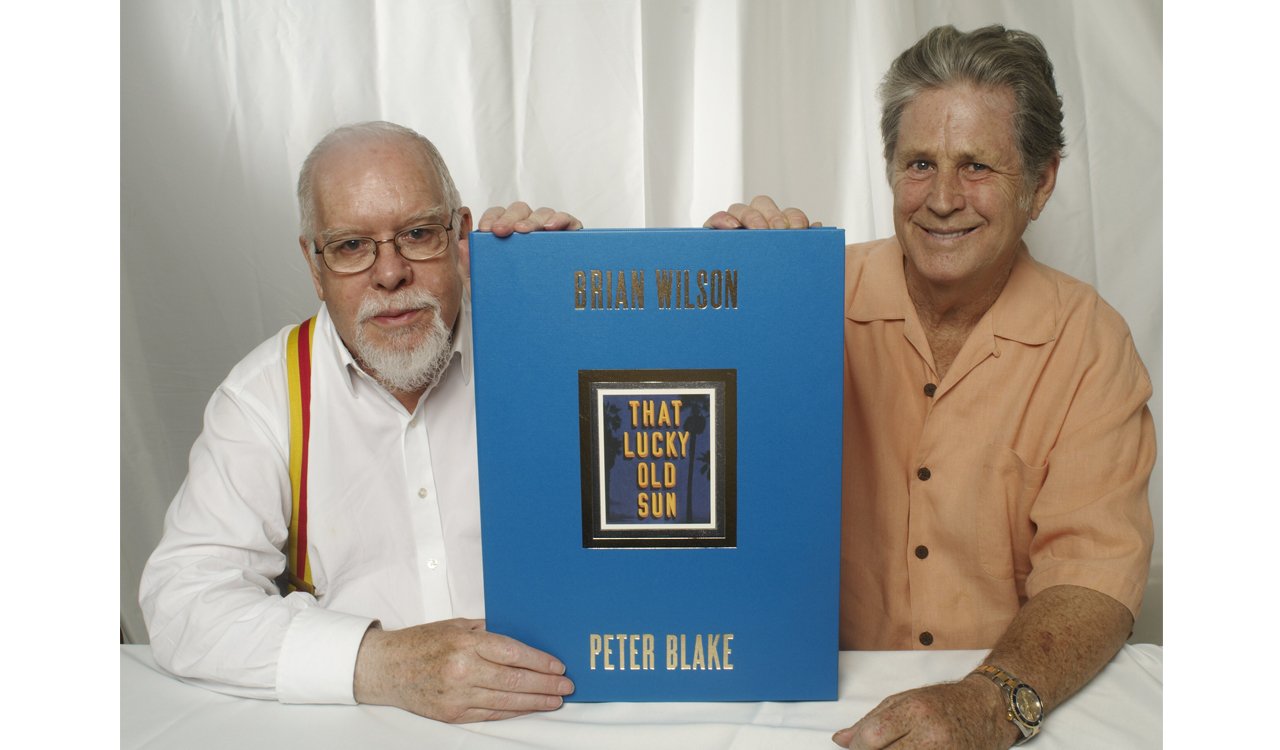 BRIAN WILSON
THAT
LUCKY
OLD
SUN
PETER BLAKE